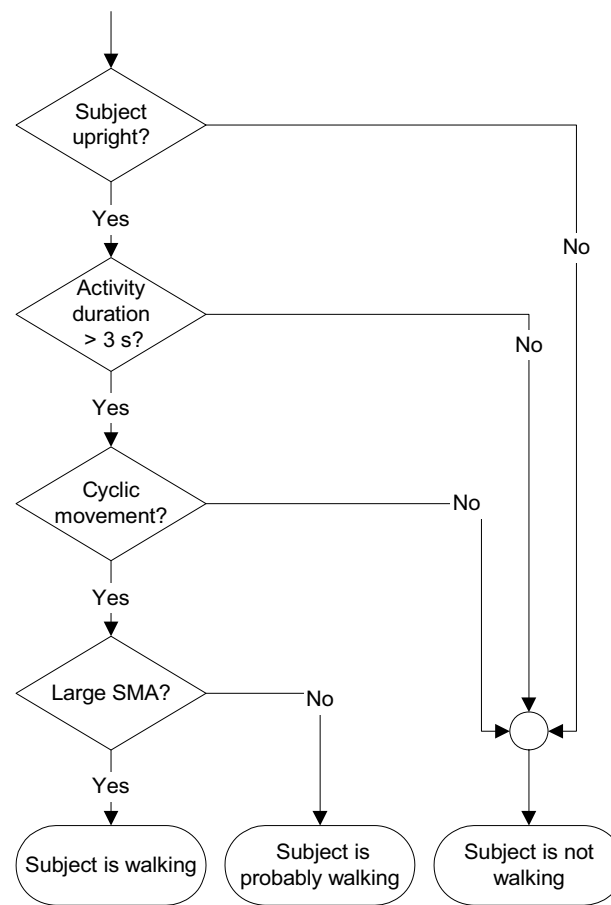 Subject
upright?
Yes
No
Activity
duration
> 3 s?
No
Yes
Cyclic
movement?
No
Yes
Large SMA?
No
Yes
Subject is walking
Subject is
probably walking
Subject is not
walking